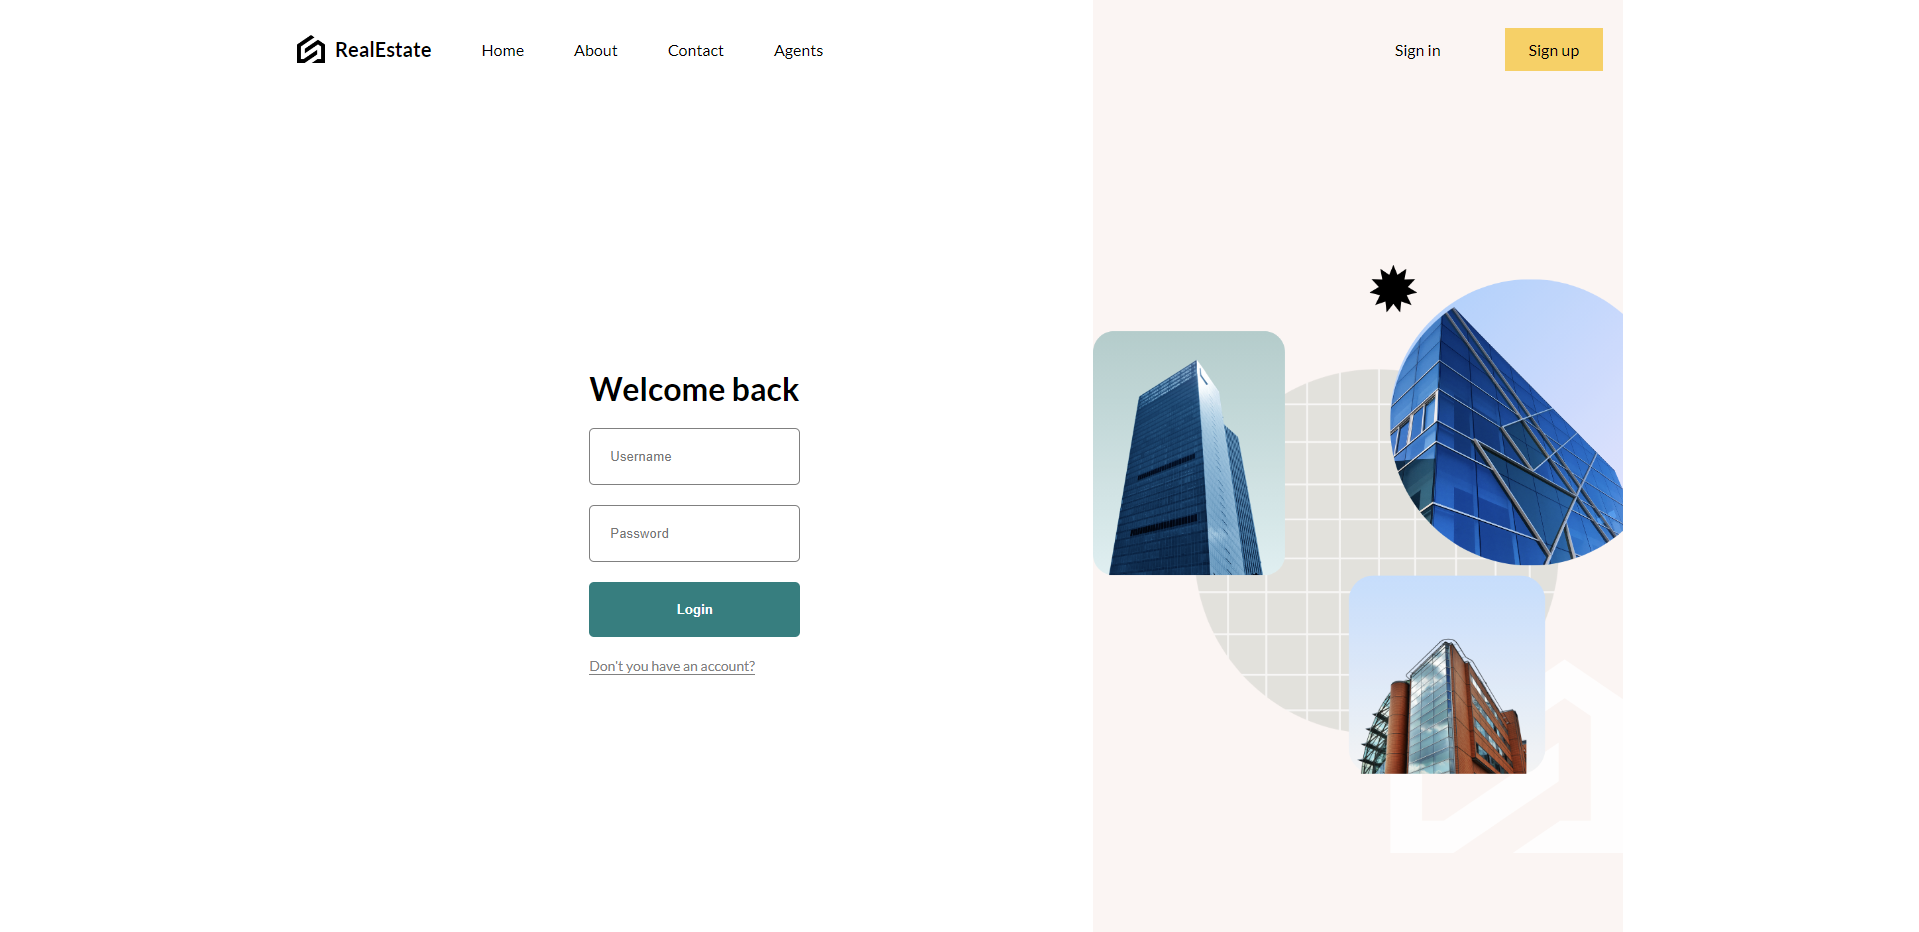 RealEstate Home About Contact Agents Sign in Sign up
Welcome back
Username
Password
Login
Don't you have an account?